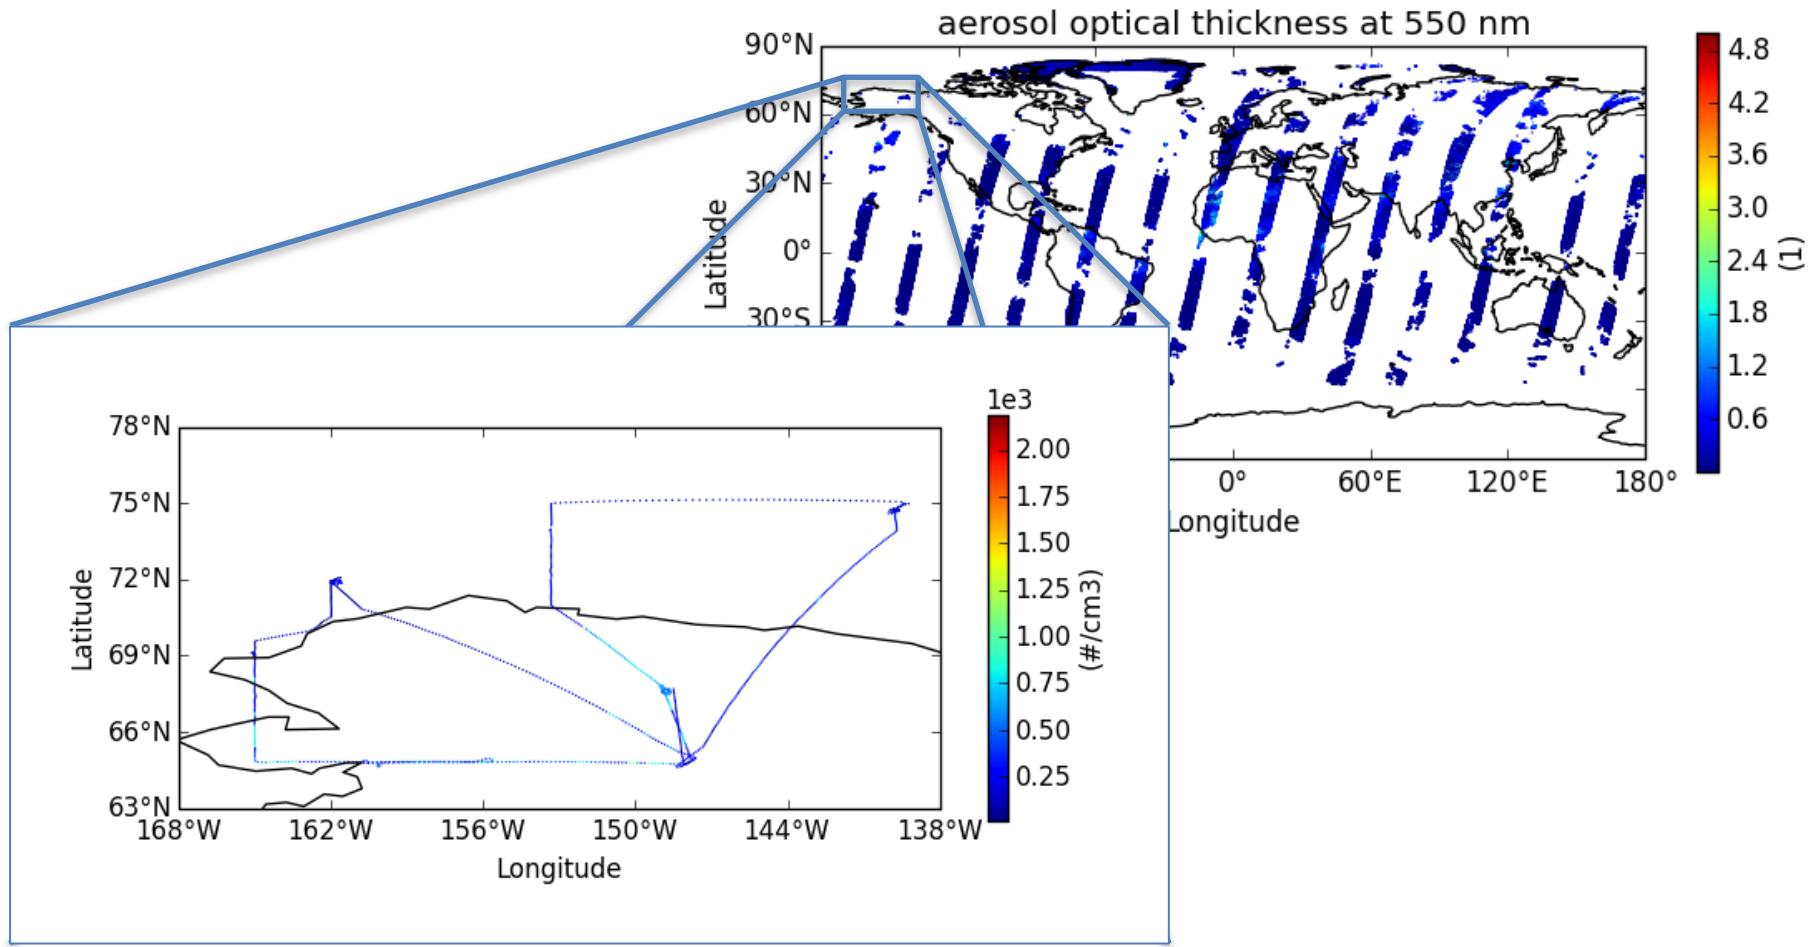 aerosol optical thickness at 550 nm
90°N
60°N
30°N
0°
30°S
Latitude
0°
60°E
120°E
180°
Longitude
4.8
4.2
3.6
3.0
2.4
1.8
1.2
0.6
(1)
1e3
78°N
75°N
72°N
69°N
66°N
63°N
Latitude
168°W
162°W
156°W
150°W
144°W
138°W
Longitude
2.00
1.75
1.50
1.25
1.00
0.75
0.50
0.25
(#/cm3)